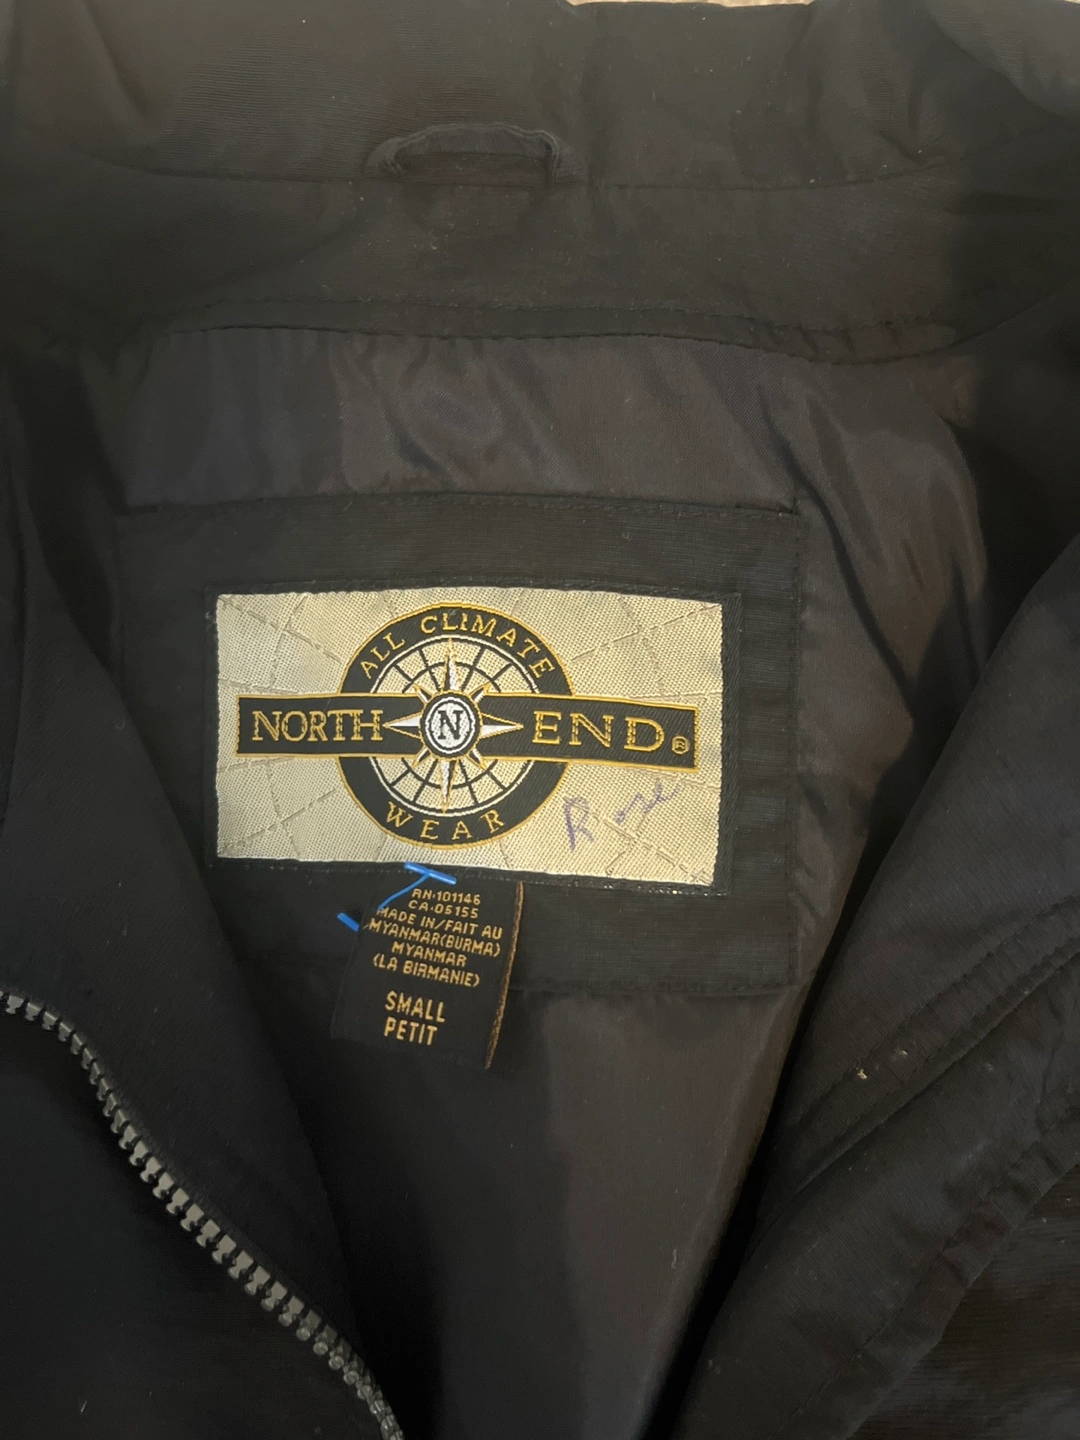 ALL CLIMATE
NORTH N END ®
WEAR
Rose
RN·101146
CA·05155
MADE IN/FAIT AU
MYANMAR(BURMA)
MYANMAR
(LA BIRMANIE)
SMALL
PETIT